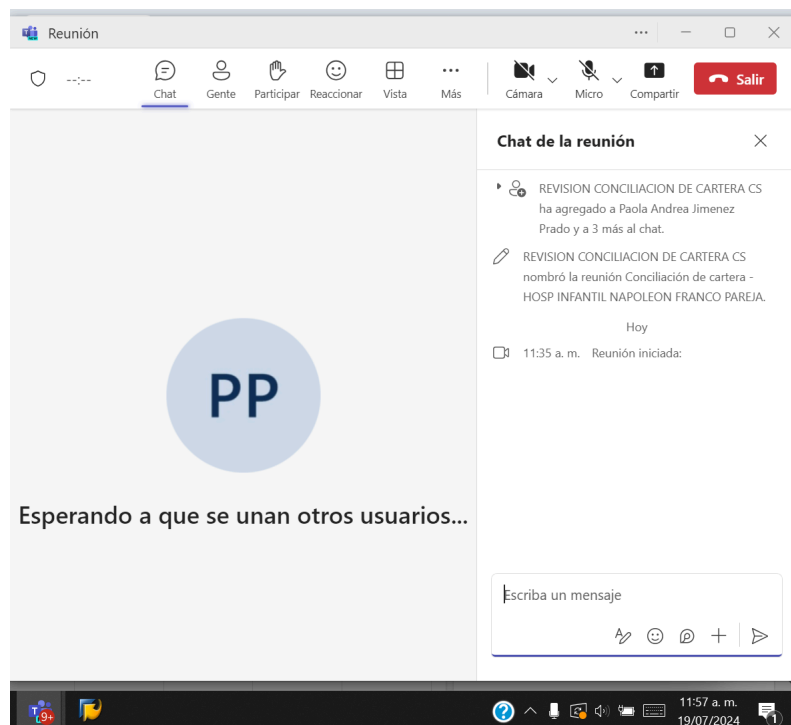 Reunión
--:--
Chat
Gente
Participar
Reaccionar
Vista
Más
Cámara
Micro
Compartir
Salir
PP
Esperando a que se unan otros usuarios...
Chat de la reunión
REVISION CONCILIACION DE CARTERA CS
ha agregado a Paola Andrea Jimenez
Prado y a 3 más al chat.
REVISION CONCILIACION DE CARTERA CS
nombró la reunión Conciliación de cartera -
HOSP INFANTIL NAPOLEON FRANCO PAREJA.
Hoy
11:35 a. m. Reunión iniciada:
Escriba un mensaje
T 9+
11:57 a. m.
19/07/2024
1